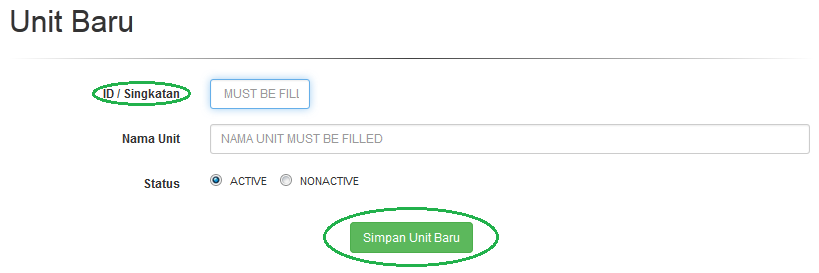 Unit Baru
ID / Singkatan MUST BE FILL
Nama Unit NAMA UNIT MUST BE FILLED
Status ACTIVE NONACTIVE
Simpan Unit Baru